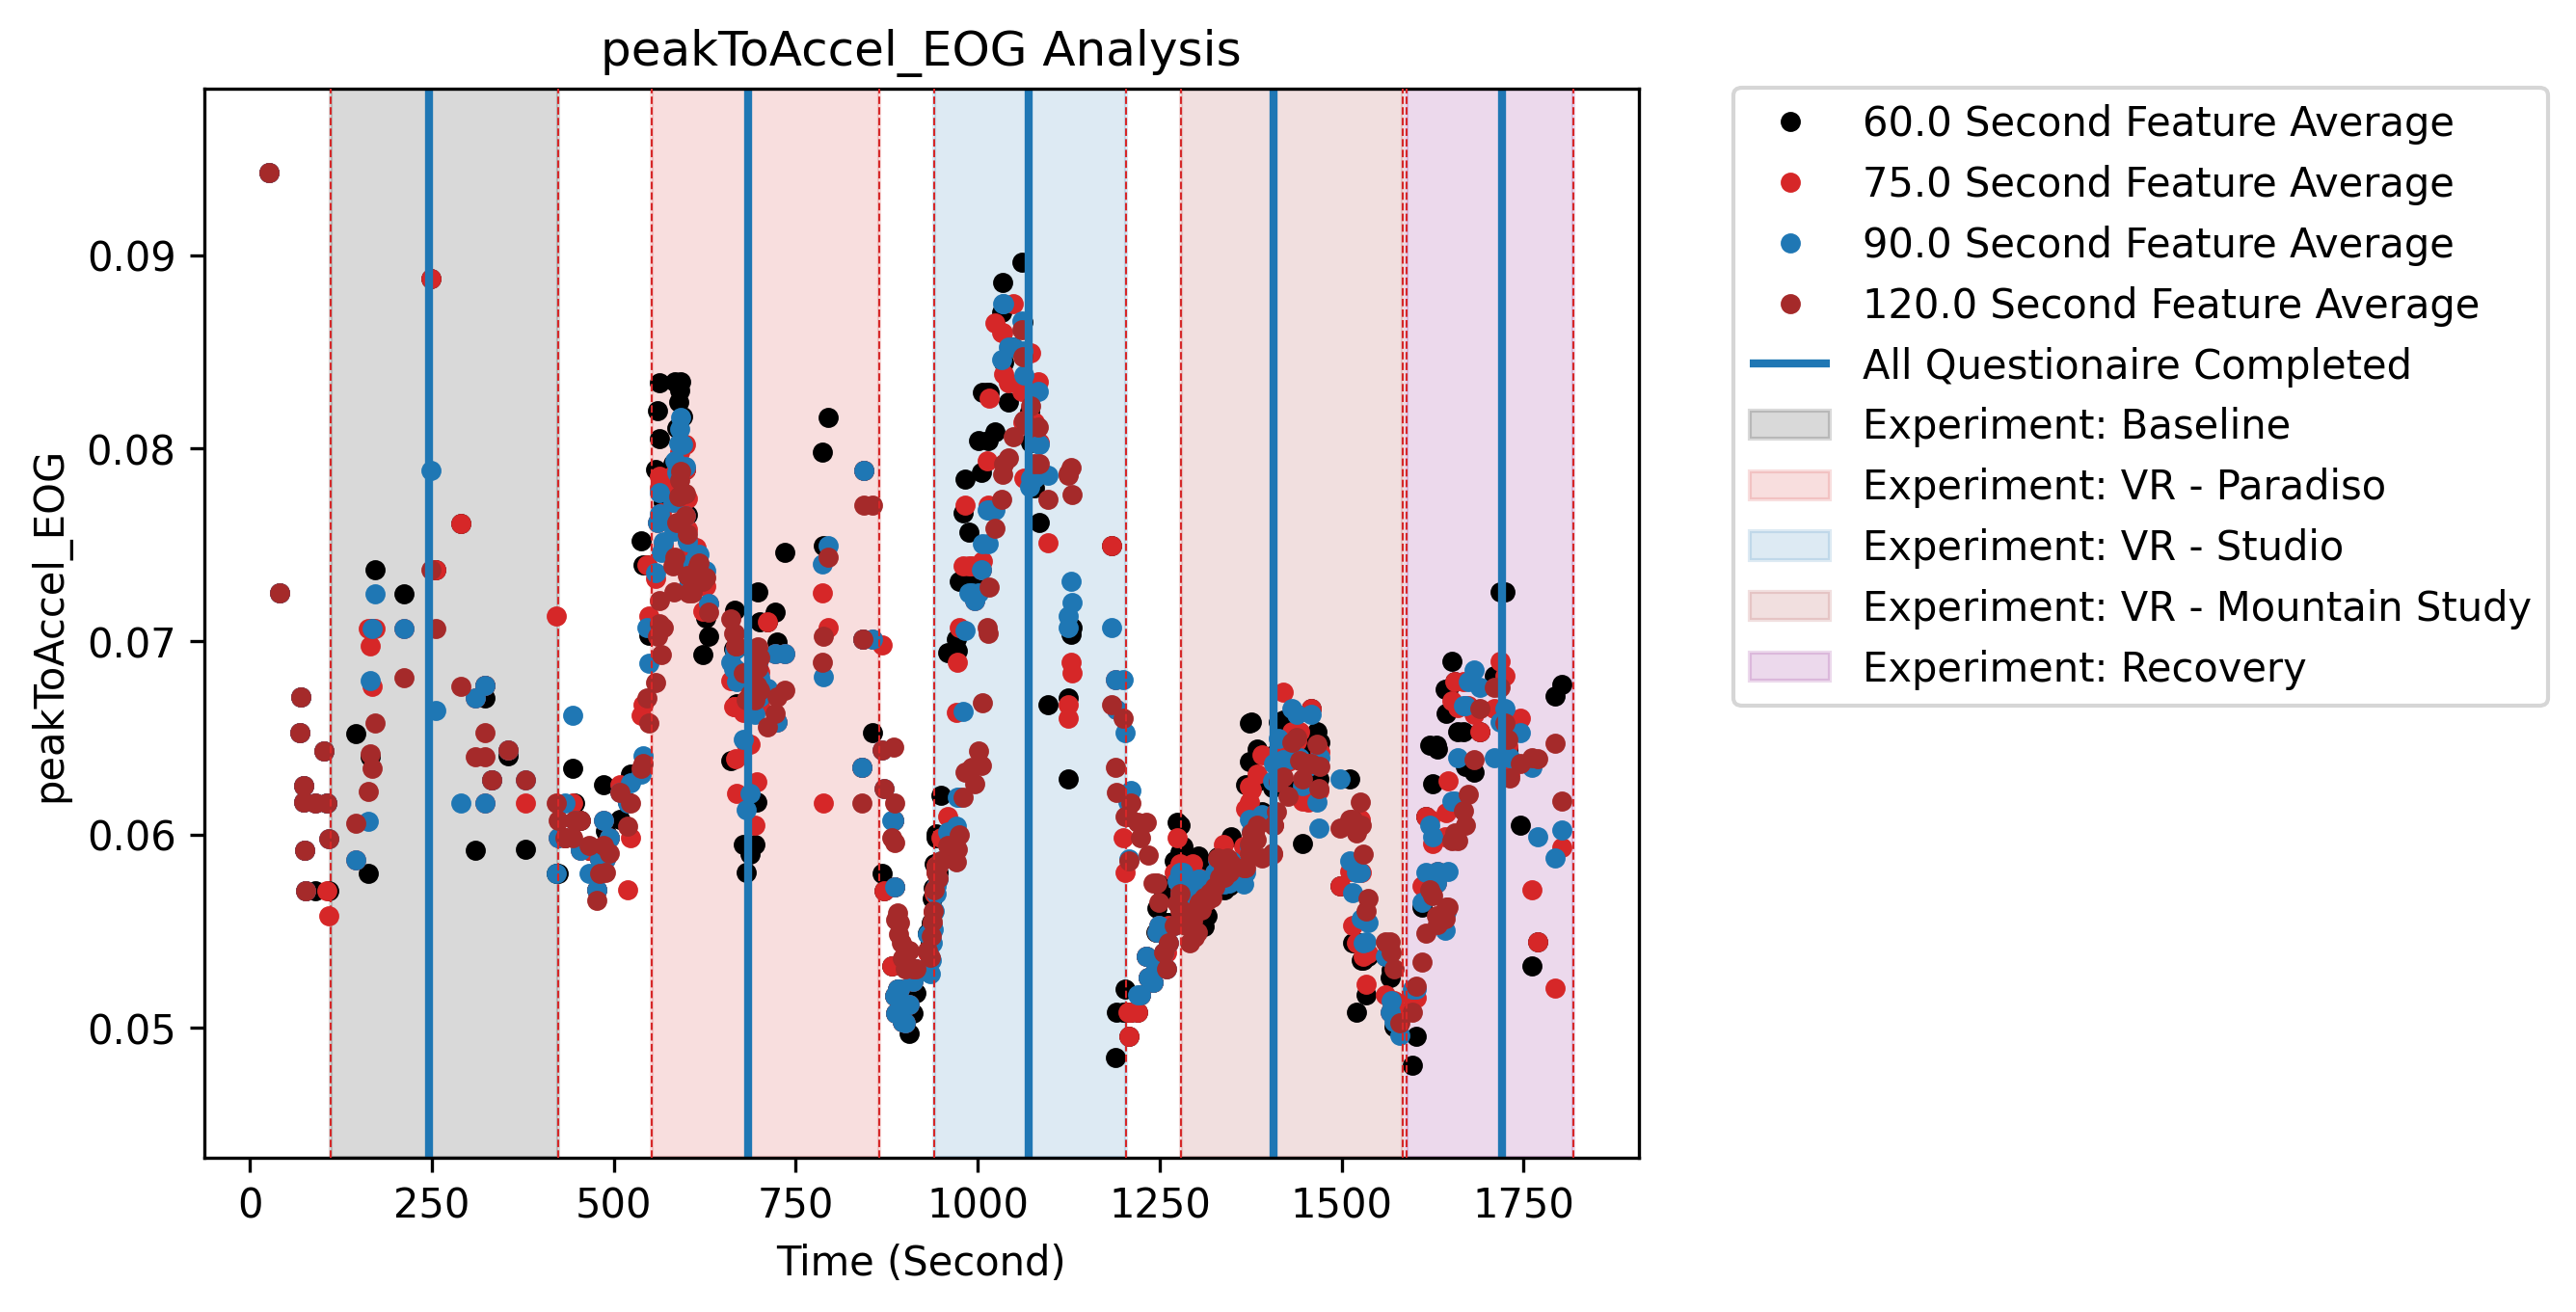 peakToAccel_EOG Analysis
60.0 Second Feature Average
75.0 Second Feature Average
90.0 Second Feature Average
120.0 Second Feature Average
All Questionaire Completed
Experiment: Baseline
Experiment: VR - Paradiso
Experiment: VR - Studio
Experiment: VR - Mountain Study
Experiment: Recovery
peakToAccel_EOG
0.09
0.08
0.07
0.06
0.05
0 250 500 750 1000 1250 1500 1750
Time (Second)